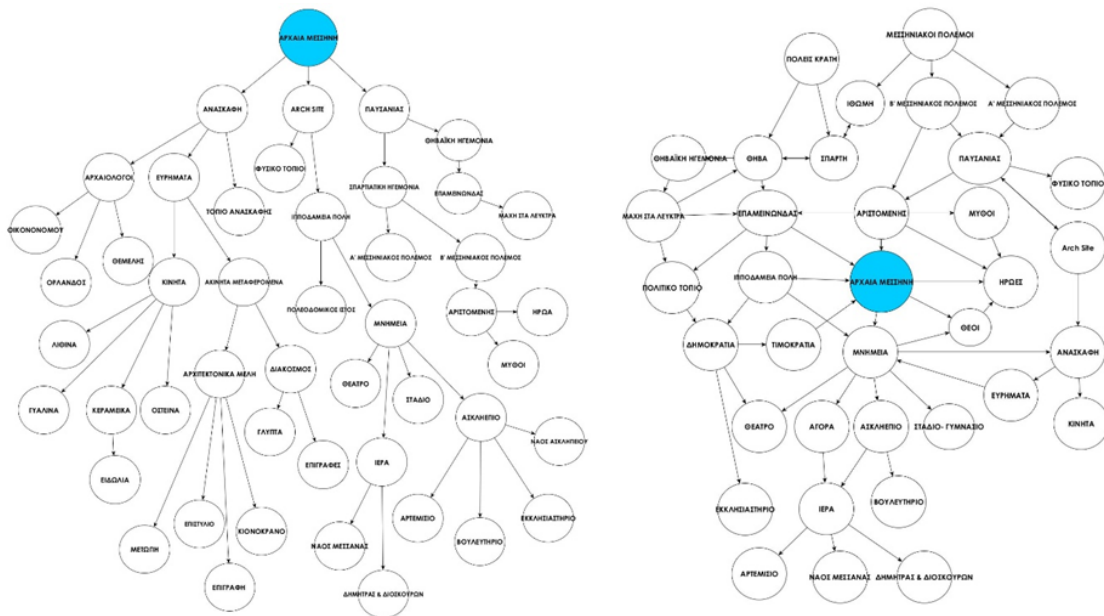 ΑΡΧΑΙΑ ΜΕΣΣΗΝΗ
ΑΝΑΣΚΑΦΗ
ARCH SITE
ΠΑΥΣΑΝΙΑΣ
ΘΗΒΑΪΚΗ ΗΓΕΜΟΝΙΑ
ΑΡΧΑΙΟΛΟΓΟΙ
ΕΥΡΗΜΑΤΑ
ΦΥΣΙΚΟ ΤΟΠΙΟΙ
ΣΠΑΡΤΙΑΤΙΚΗ ΗΓΕΜΟΝΙΑ
ΕΠΑΜΕΙΝΩΝΔΑΣ
ΤΟΠΙΟ ΑΝΑΣΚΑΦΗΣ
ΙΠΠΟΔΑΜΕΙΑ ΠΟΛΗ
ΜΑΧΗ ΣΤΑ ΛΕΥΚΤΡΑ
ΟΙΚΟΝΟΝΟΜΟΥ
ΘΕΜΕΛΗΣ
Α' ΜΕΣΣΗΝΙΑΚΟΣ ΠΟΛΕΜΟΣ
Β' ΜΕΣΣΗΝΙΑΚΟΣ ΠΟΛΕΜΟΣ
ΟΡΛΑΝΔΟΣ
ΚΙΝΗΤΑ
ΑΚΙΝΗΤΑ ΜΕΤΑΦΕΡΟΜΕΝΑ
ΠΟΛΕΟΔΟΜΙΚΟΣ ΙΣΤΟΣ
ΑΡΙΣΤΟΜΕΝΗΣ
ΗΡΩΑ
ΜΝΗΜΕΙΑ
ΛΙΘΙΝΑ
ΜΥΘΟΙ
ΑΡΧΙΤΕΚΤΟΝΙΚΑ ΜΕΛΗ
ΔΙΑΚΟΣΜΟΣ
ΘΕΑΤΡΟ
ΣΤΑΔΙΟ
ΓΥΑΛΙΝΑ
ΚΕΡΑΜΕΙΚΑ
ΟΣΤΕΙΝΑ
ΑΣΚΛΗΠΕΙΟ
ΓΛΥΠΤΑ
ΝΑΟΣ ΑΣΚΛΗΠΕΙΟΥ
ΕΠΙΓΡΑΦΕΣ
ΙΕΡΑ
ΕΙΔΩΛΙΑ
ΑΡΤΕΜΙΣΙΟ
ΕΚΚΛΗΣΙΑΣΤΗΡΙΟ
ΕΠΙΣΤΥΛΙΟ
ΚΙΟΝΟΚΡΑΝΟ
ΒΟΥΛΕΥΤΗΡΙΟ
ΜΕΤΩΠΗ
ΝΑΟΣ ΜΕΣΣΑΝΑΣ
ΕΠΙΓΡΑΦΗ
ΔΗΜΗΤΡΑΣ & ΔΙΟΣΚΟΥΡΩΝ
ΜΕΣΣΗΝΙΑΚΟΙ ΠΟΛΕΜΟΙ
ΠΟΛΕΙΣ ΚΡΑΤΗ
ΙΘΩΜΗ
Β' ΜΕΣΣΗΝΙΑΚΟΣ ΠΟΛΕΜΟΣ
Α' ΜΕΣΣΗΝΙΑΚΟΣ ΠΟΛΕΜΟΣ
ΘΗΒΑΪΚΗ ΗΓΕΜΟΝΙΑ
ΘΗΒΑ
ΣΠΑΡΤΗ
ΠΑΥΣΑΝΙΑΣ
ΦΥΣΙΚΟ ΤΟΠΙΟ
ΜΑΧΗ ΣΤΑ ΛΕΥΚΤΡΑ
ΕΠΑΜΕΙΝΩΝΔΑΣ
ΑΡΙΣΤΟΜΕΝΗΣ
ΜΥΘΟΙ
Arch Site
ΠΟΛΙΤΙΚΟ ΤΟΠΙΟ
ΙΠΠΟΔΑΜΕΙΑ ΠΟΛΗ
ΑΡΧΑΙΑ ΜΕΣΣΗΝΗ
ΗΡΩΕΣ
ΘΕΟΙ
ΔΗΜΟΚΡΑΤΙΑ
ΤΙΜΟΚΡΑΤΙΑ
ΜΝΗΜΕΙΑ
ΑΝΑΣΚΑΦΗ
ΕΥΡΗΜΑΤΑ
ΘΕΑΤΡΟ
ΑΓΟΡΑ
ΑΣΚΛΗΠΕΙΟ
ΣΤΑΔΙΟ- ΓΥΜΝΑΣΙΟ
ΚΙΝΗΤΑ
ΕΚΚΛΗΣΙΑΣΤΗΡΙΟ
ΙΕΡΑ
ΒΟΥΛΕΥΤΗΡΙΟ
ΑΡΤΕΜΙΣΙΟ
ΝΑΟΣ ΜΕΣΣΑΝΑΣ
ΔΗΜΗΤΡΑΣ & ΔΙΟΣΚΟΥΡΩΝ